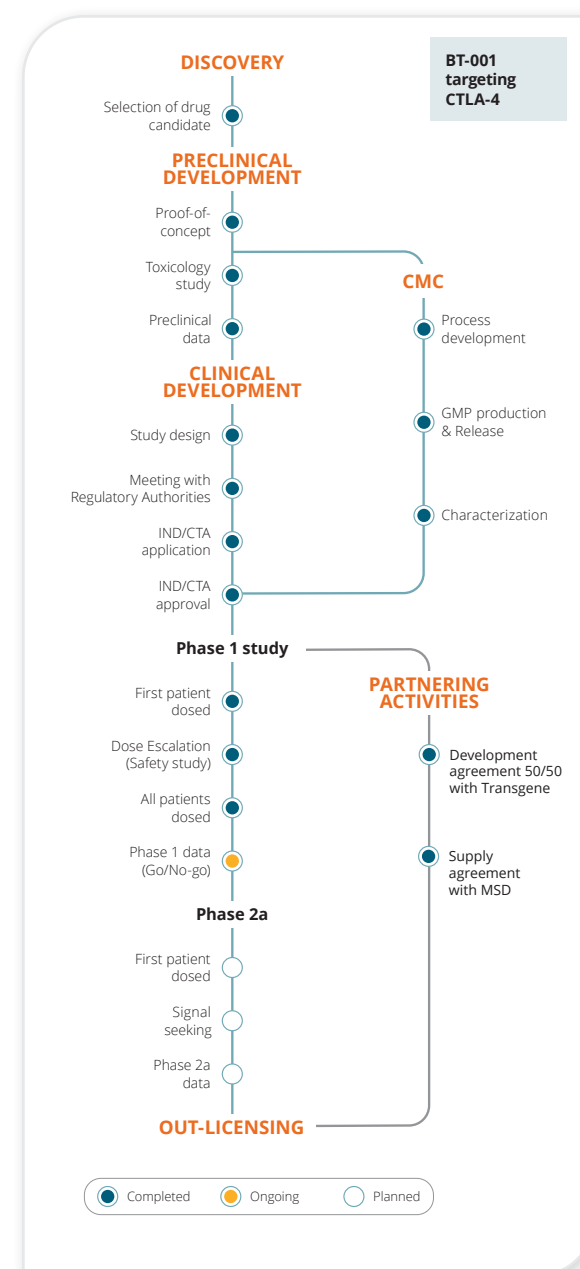 DISCOVERY
BT-001
targeting
CTLA-4
Selection of drug
candidate
PRECLINICAL
DEVELOPMENT
Proof-of-
concept
Toxicology
study
Preclinical
data
CMC
Process
development
GMP production
& Release
Characterization
CLINICAL
DEVELOPMENT
Study design
Meeting with
Regulatory Authorities
IND/CTA
application
IND/CTA
approval
Phase 1 study
First patient
dosed
Dose Escalation
(Safety study)
All patients
dosed
Phase 1 data
(Go/No-go)
PARTNERING
ACTIVITIES
Development
agreement 50/50
with Transgene
Supply
agreement
with MSD
Phase 2a
First patient
dosed
Signal
seeking
Phase 2a
data
OUT-LICENSING
Completed
Ongoing
Planned